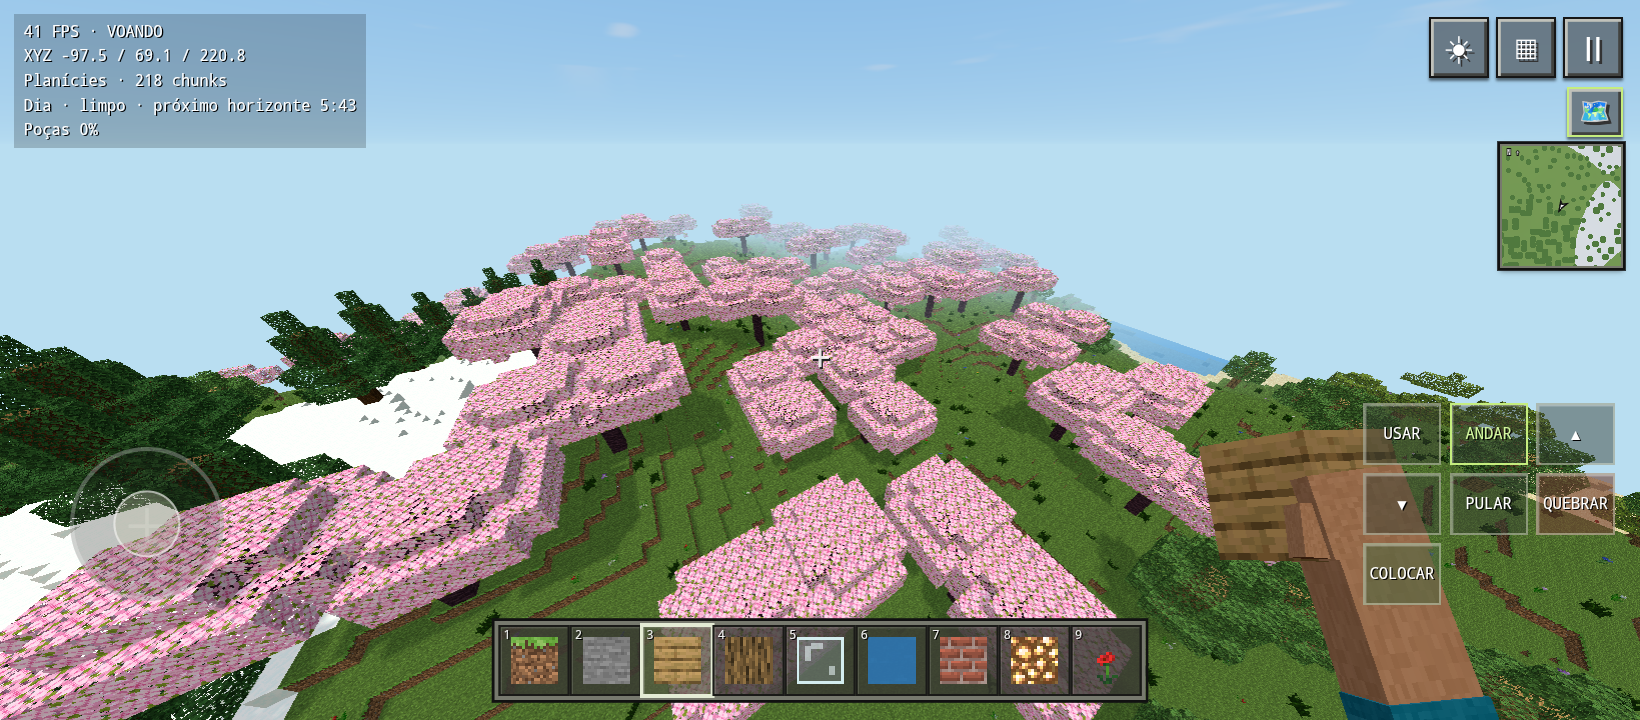 41 FPS · VOANDO
XYZ -97.5 / 69.1 / 220.8
Planícies · 218 chunks
Dia · limpo · próximo horizonte 5:43
Poças 0%
USAR
ANDAR
▲
▼
PULAR
QUEBRAR
COLOCAR
1 2 3 4 5 6 7 8 9